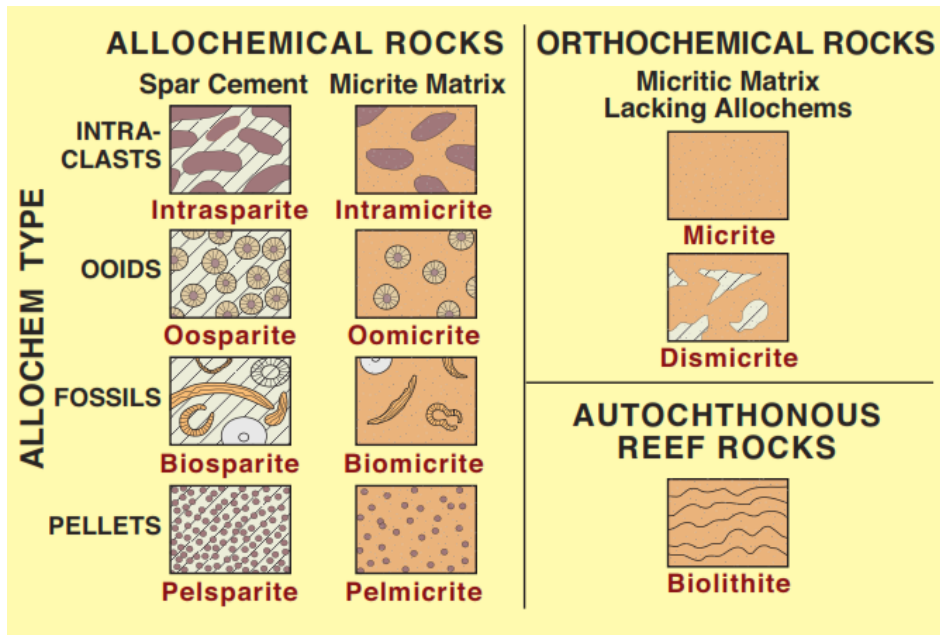 ALLOCHEMICAL ROCKS
Spar Cement
Micrite Matrix
ALLOCHEM TYPE
INTRA-
CLASTS
Intrasparite
Intramicrite
OOIDS
Oosparite
Oomicrite
FOSSILS
Biosparite
Biomicrite
PELLETS
Pelsparite
Pelmicrite
ORTHOCHEMICAL ROCKS
Micritic Matrix
Lacking Allochems
Micrite
Dismicrite
AUTOCHTHONOUS
REEF ROCKS
Biolithite